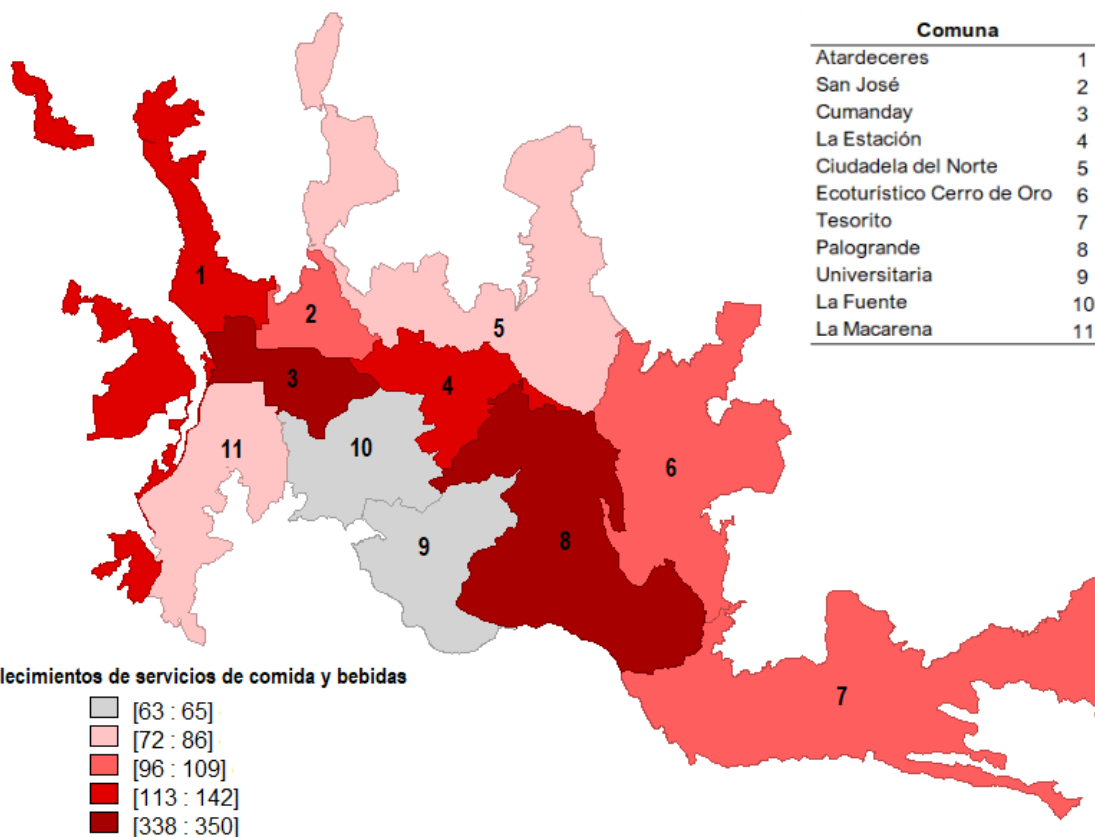 Comuna
Atardeceres 1
San José 2
Cumanday 3
La Estación 4
Ciudadela del Norte 5
Ecoturistico Cerro de Oro 6
Tesorito 7
Palogrande 8
Universitaria 9
La Fuente 10
La Macarena 11
1
2
5
3
4
11
10
6
9
8
7
lecimientos de servicios de comida y bebidas
[63 : 65]
[72 : 86]
[96 : 109]
[113 : 142]
[338 : 350]